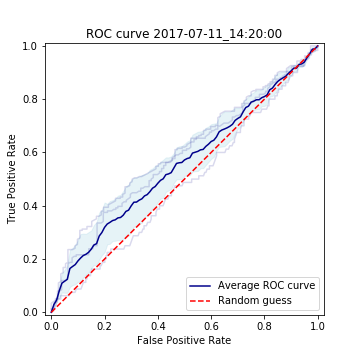 ROC curve 2017-07-11_14:20:00
True Positive Rate
1.0
0.8
0.6
0.4
0.2
0.0
Average ROC curve
Random guess
0.0 0.2 0.4 0.6 0.8 1.0
False Positive Rate